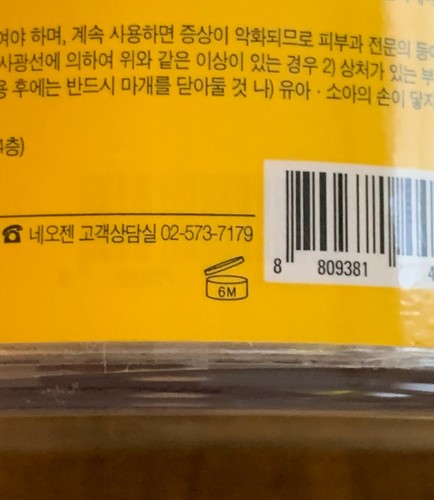 여야 하며, 계속 사용하면 증상이 악화되므로 피부과 전문의 등에
사광선에 의하여 위와 같은 이상이 있는 경우 2) 상처가 있는 부
용 후에는 반드시 마개를 닫아둘 것 나) 유아 · 소아의 손이 닿지
4층)
☎ 네오젠 고객상담실 02-573-7179
6M
8 809381 4